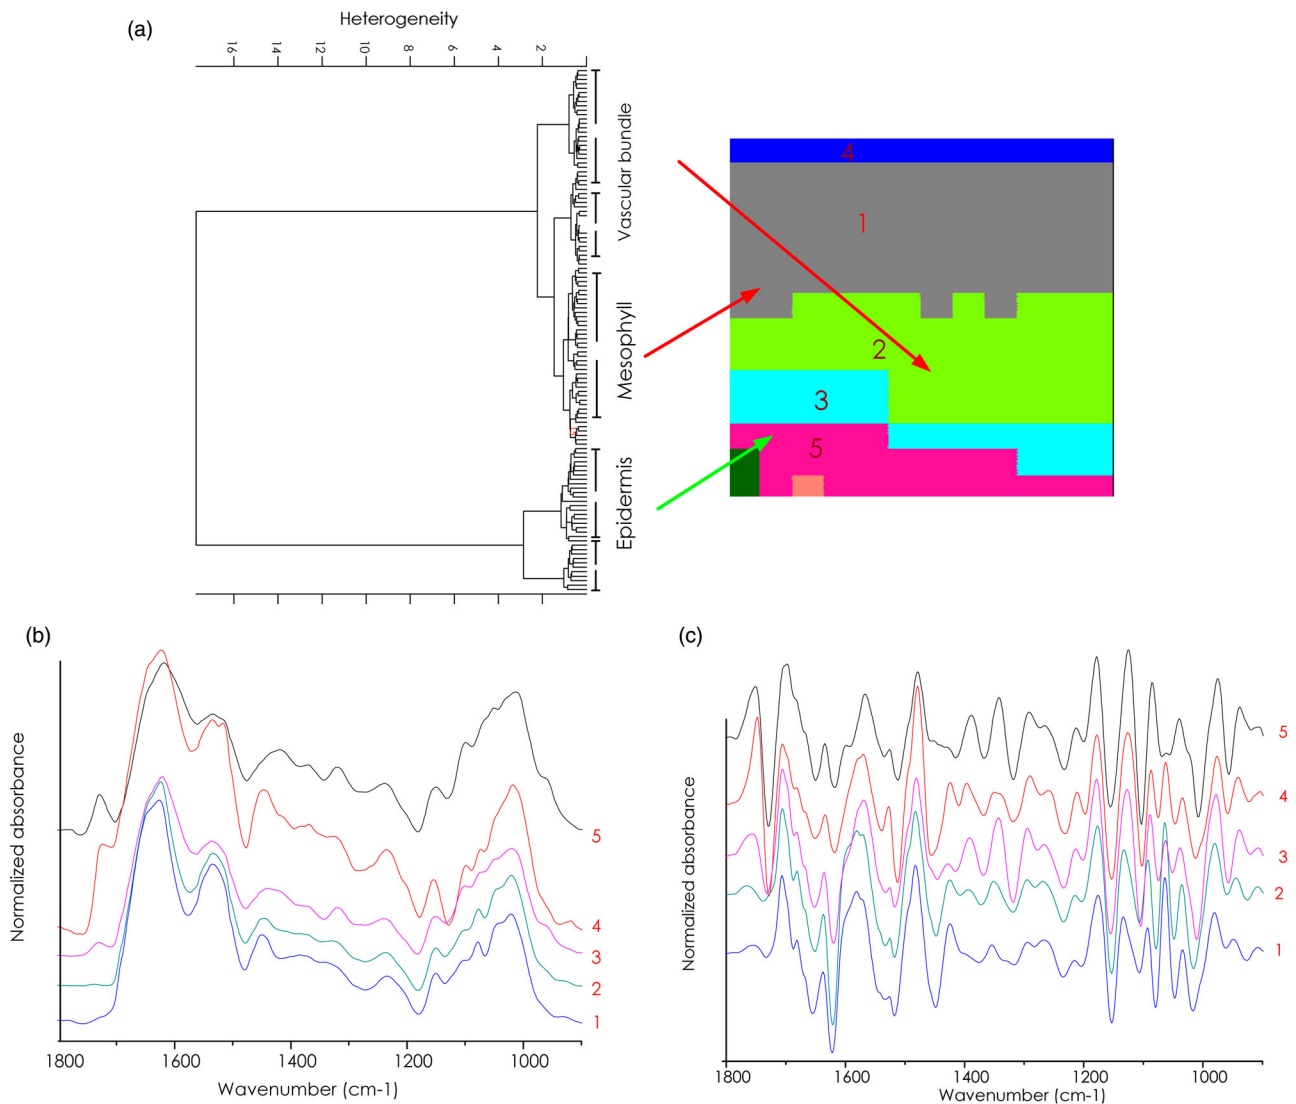 (a)
Heterogeneity
16 14 12 10 8 6 4 2
Vascular bundle
Mesophyll
Epidermis
4
1
2
3
5
(b)
Normalized absorbance
5
4
3
2
1
1800 1600 1400 1200 1000
Wavenumber (cm-1)
(c)
Normalized absorbance
5
4
3
2
1
1800 1600 1400 1200 1000
Wavenumber (cm-1)